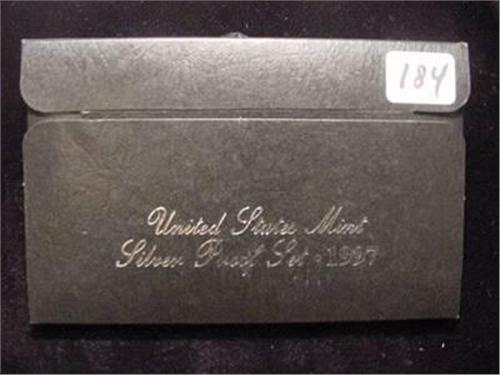 184
United States Mint
Silver Proof Set · 1997